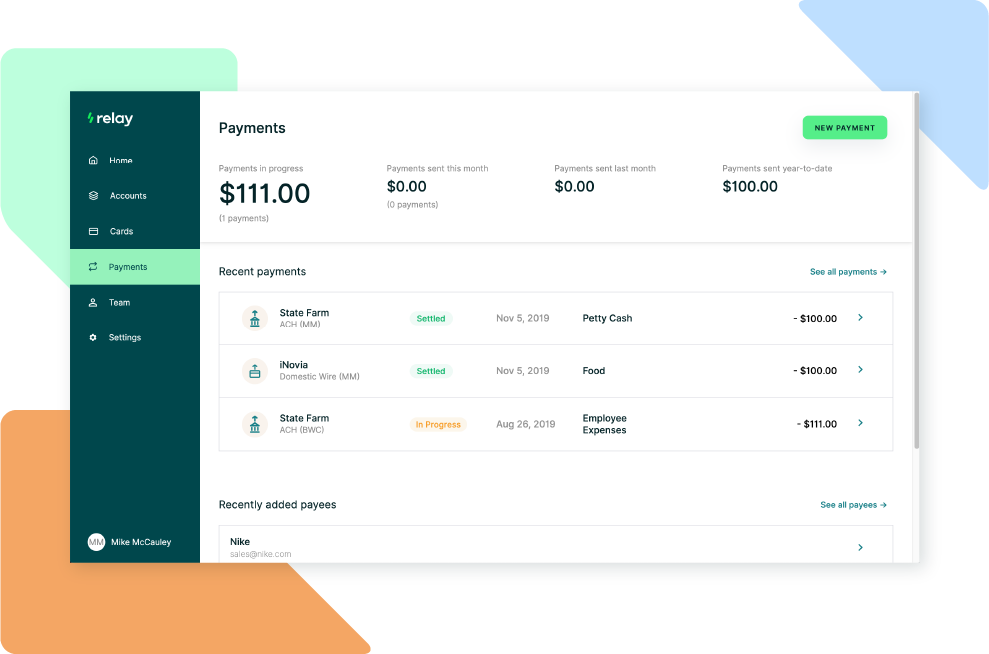 relay
Home
Accounts
Cards
Payments
Team
Settings
MM Mike McCauley
Payments
NEW PAYMENT
Payments in progress
$111.00
(1 payments)
Payments sent this month
$0.00
(0 payments)
Payments sent last month
$0.00
Payments sent year-to-date
$100.00
Recent payments
See all payments →
State Farm
ACH (MM)
Settled
Nov 5, 2019
Petty Cash
- $100.00
iNovia
Domestic Wire (MM)
Settled
Nov 5, 2019
Food
- $100.00
State Farm
ACH (BWC)
In Progress
Aug 26, 2019
Employee
Expenses
- $111.00
Recently added payees
See all payees →
Nike
sales@nike.com